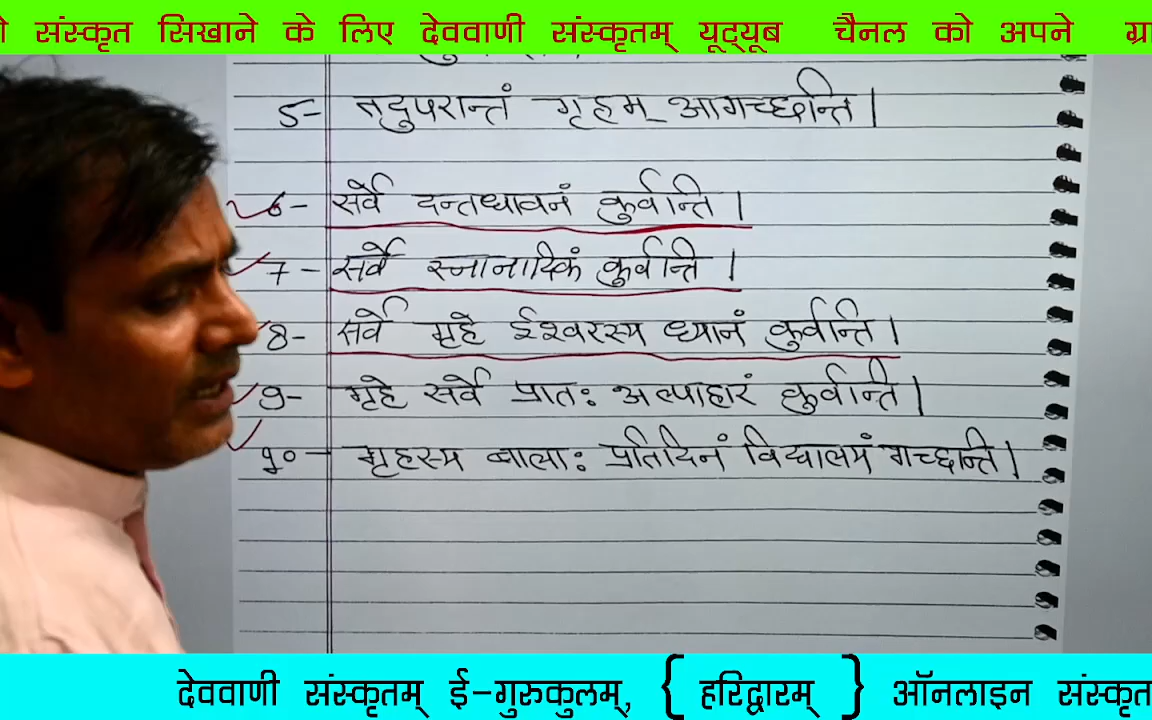 संस्कृत सिखाने के लिए देववाणी संस्कृतम् यूट्यूब चैनल को अपने
5- तदुपरान्तं गृहम् आगच्छन्ति।
6- सर्वे दन्तधावनं कुर्वन्ति।
7- सर्वे स्नानादिकं कुर्वन्ति।
8- सर्वे गृहे ईश्वरस्य ध्यानं कुर्वन्ति।
9- गृहे सर्वे प्रातः अल्पाहारं कुर्वन्ति।
१०- गृहस्य बालाः प्रतिदिनं विद्यालयं गच्छन्ति।
देववाणी संस्कृतम् ई-गुरुकुलम्, { हरिद्वारम् } ऑनलाइन संस्कृत